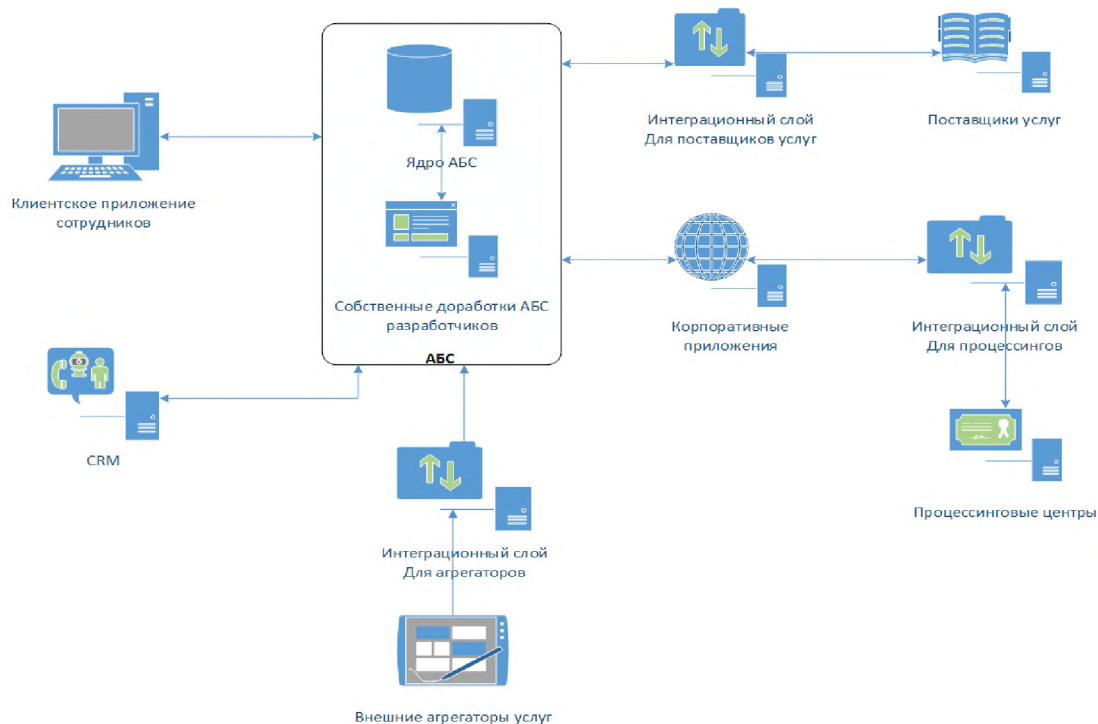 Интеграционный слой
Для поставщиков услуг
Поставщики услуг
Ядро АБС
Клиентское приложение
сотрудников
Собственные доработки АБС
разработчиков
АБС
Корпоративные
приложения
Интеграционный слой
Для процессингов
CRM
Процессинговые центры
Интеграционный слой
Для агрегаторов
Внешние агрегаторы услуг